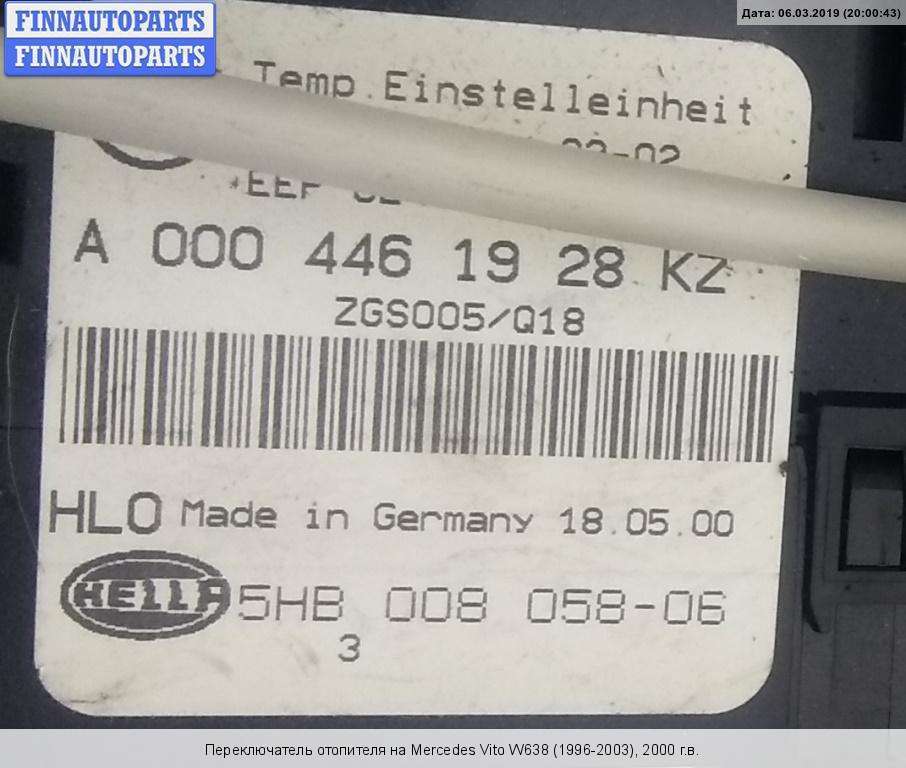 FINNAUTOPARTS
FINNAUTOPARTS
Дата: 06.03.2019 (20:00:43)
Temp.Einstelleinheit
A 000 446 19 28 KZ
ZGS005/Q18
HLO Made in Germany 18.05.00
HELLA 5HB 008 058-06
3
Переключатель отопителя на Mercedes Vito W638 (1996-2003), 2000 г.в.